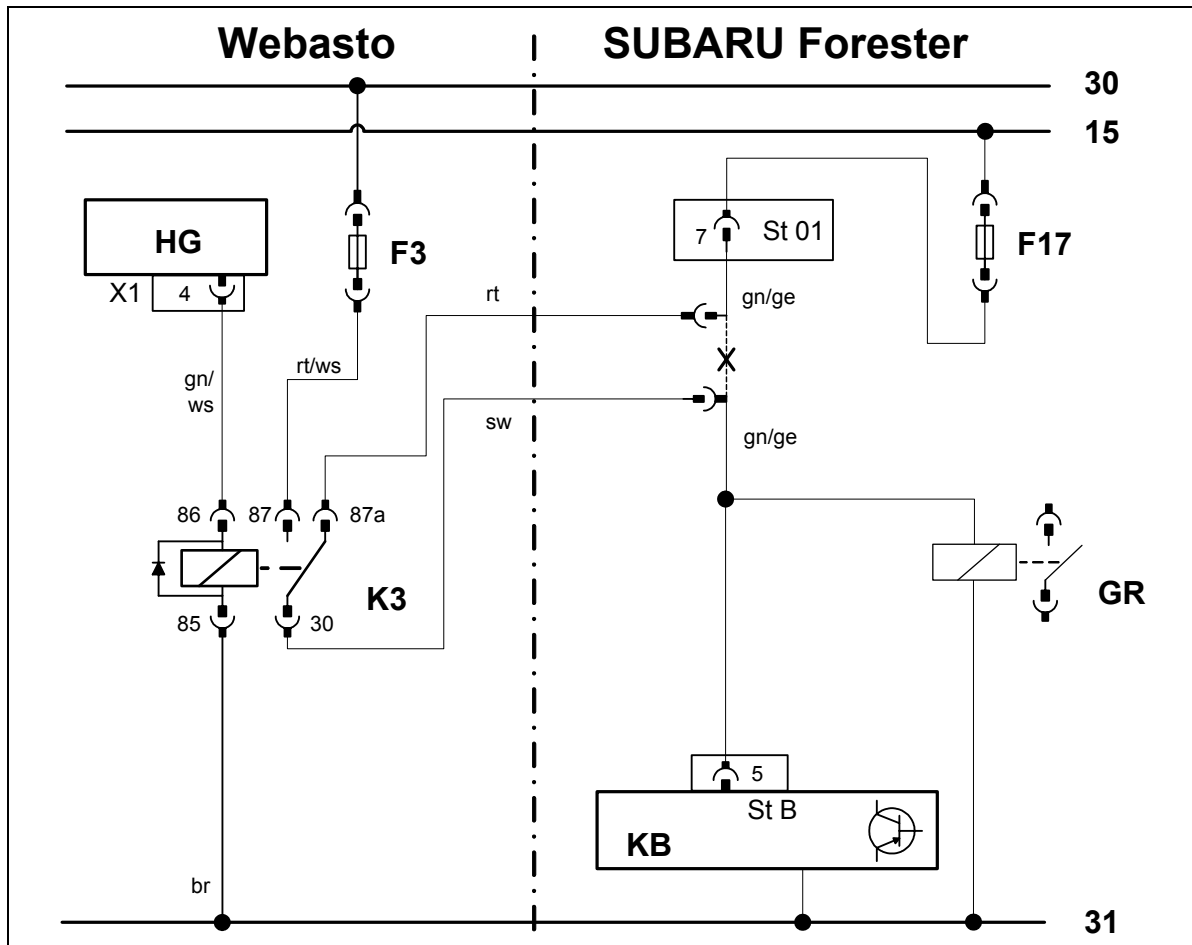 Webasto
SUBARU Forester
30
15
HG
F3
7 St 01
F17
X1 4
rt
gn/ge
rt/ws
gn/
ws
sw
gn/ge
86 87 87a
K3
GR
85 30
5
St B
KB
br
31